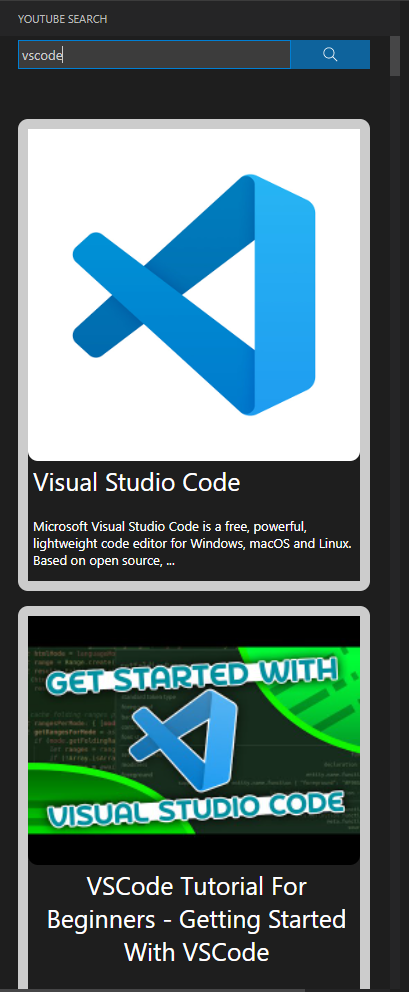 YOUTUBE SEARCH
vscode
Visual Studio Code
Microsoft Visual Studio Code is a free, powerful,
lightweight code editor for Windows, macOS and Linux.
Based on open source, ...
GET STARTED WITH
VISUAL STUDIO CODE
VSCode Tutorial For
Beginners - Getting Started
With VSCode